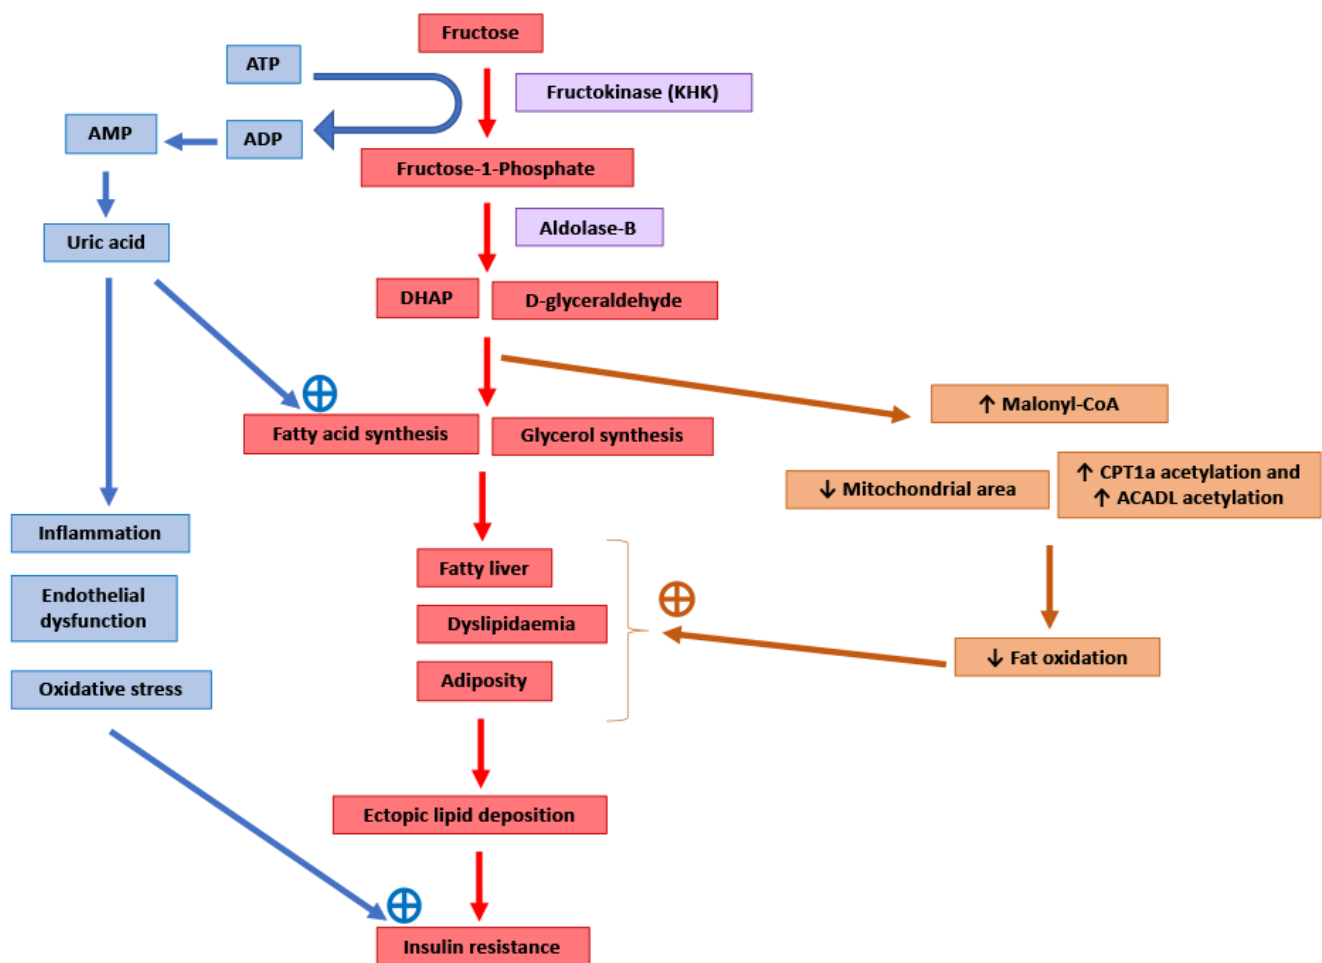 Fructose
ATP
Fructokinase (KHK)
AMP
ADP
Fructose-1-Phosphate
Uric acid
Aldolase-B
DHAP
D-glyceraldehyde
↑ Malonyl-CoA
Fatty acid synthesis
Glycerol synthesis
↓ Mitochondrial area
↑ CPT1a acetylation and
↑ ACADL acetylation
Inflammation
Fatty liver
Endothelial
dysfunction
Dyslipidaemia
↓ Fat oxidation
Adiposity
Oxidative stress
Ectopic lipid deposition
Insulin resistance